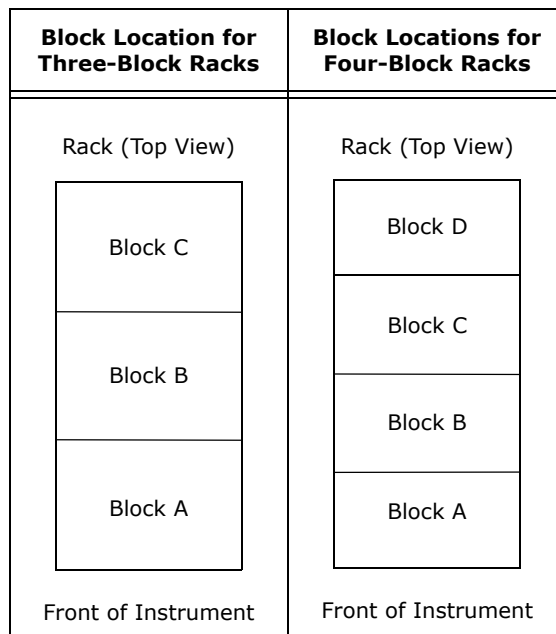 Block Location for
Three-Block Racks
Rack (Top View)
Block C
Block B
Block A
Front of Instrument
Block Locations for
Four-Block Racks
Rack (Top View)
Block D
Block C
Block B
Block A
Front of Instrument